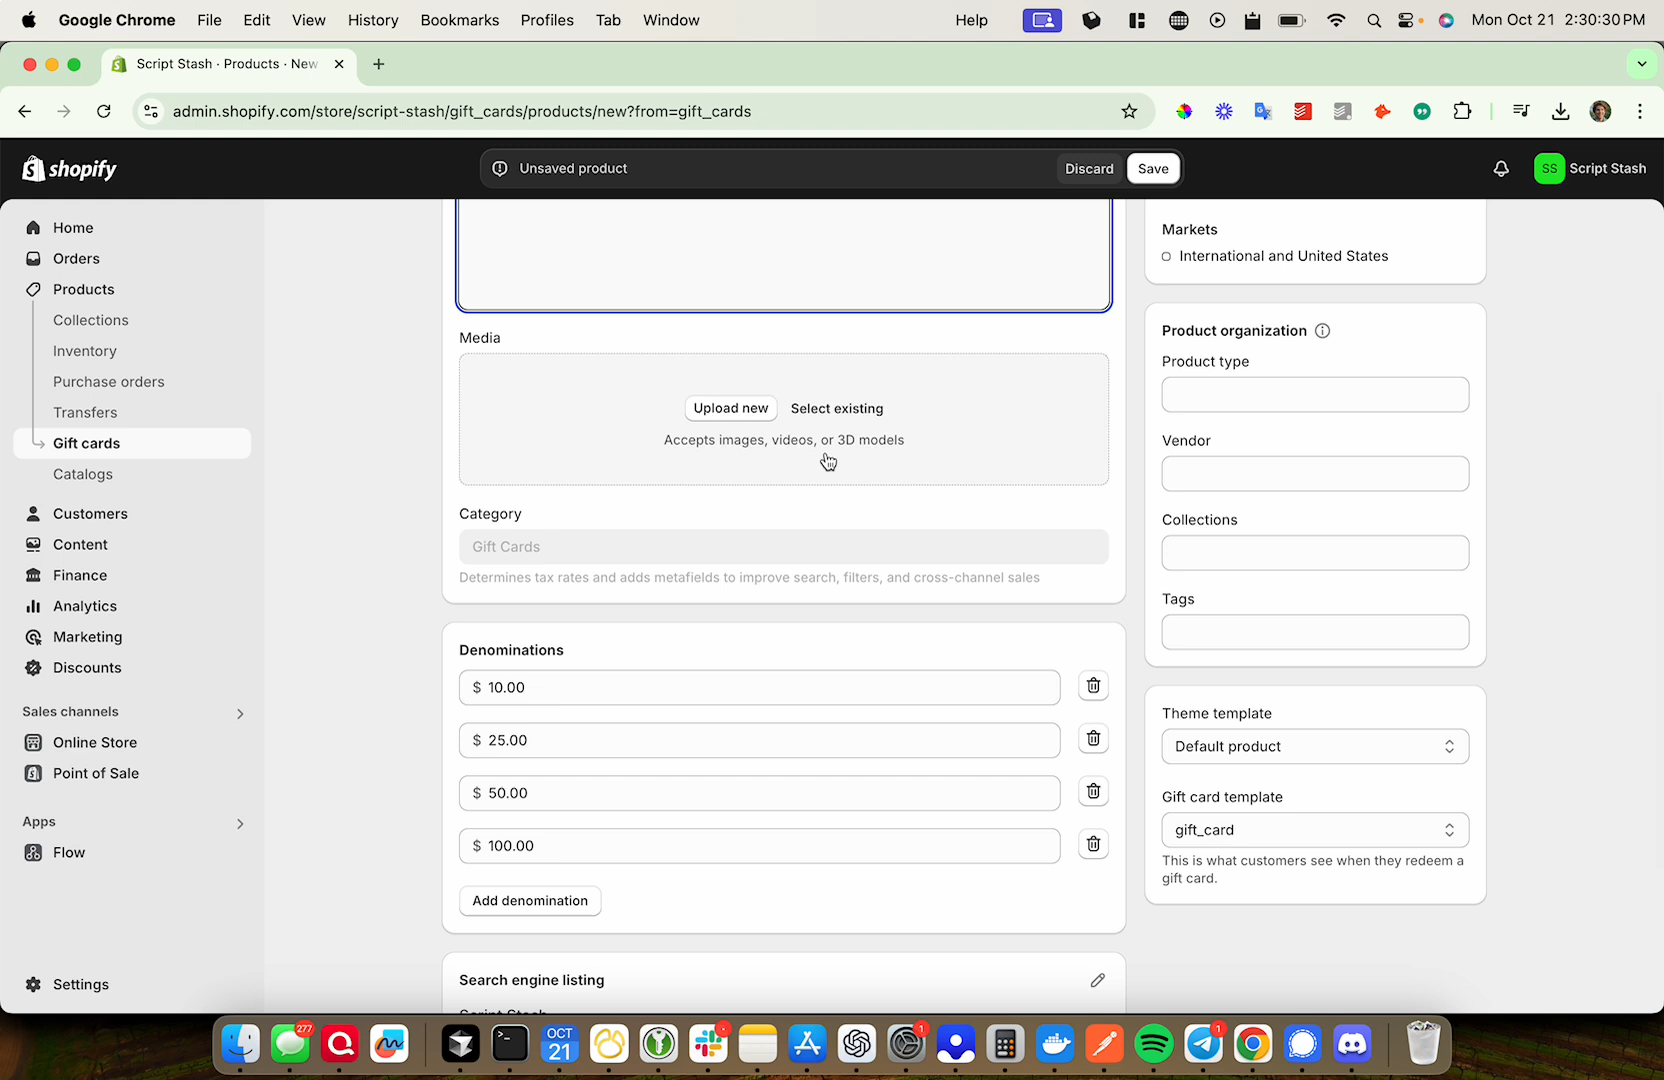 Google Chrome File Edit View History Bookmarks Profiles Tab Window Help Mon Oct 21 2:30:30 PM
Script Stash · Products · New
admin.shopify.com/store/script-stash/gift_cards/products/new?from=gift_cards
shopify
Unsaved product
Discard
Save
SS
Script Stash
Home
Orders
Products
Collections
Inventory
Purchase orders
Transfers
Gift cards
Catalogs
Customers
Content
Finance
Analytics
Marketing
Discounts
Sales channels
Online Store
Point of Sale
Apps
Flow
Settings
Media
Upload new
Select existing
Accepts images, videos, or 3D models
Category
Gift Cards
Determines tax rates and adds metafields to improve search, filters, and cross-channel sales
Denominations
$ 10.00
$ 25.00
$ 50.00
$ 100.00
Add denomination
Search engine listing
Script Stash
Markets
International and United States
Product organization
Product type
Vendor
Collections
Tags
Theme template
Default product
Gift card template
gift_card
This is what customers see when they redeem a
gift card.
277
OCT
21
1
1